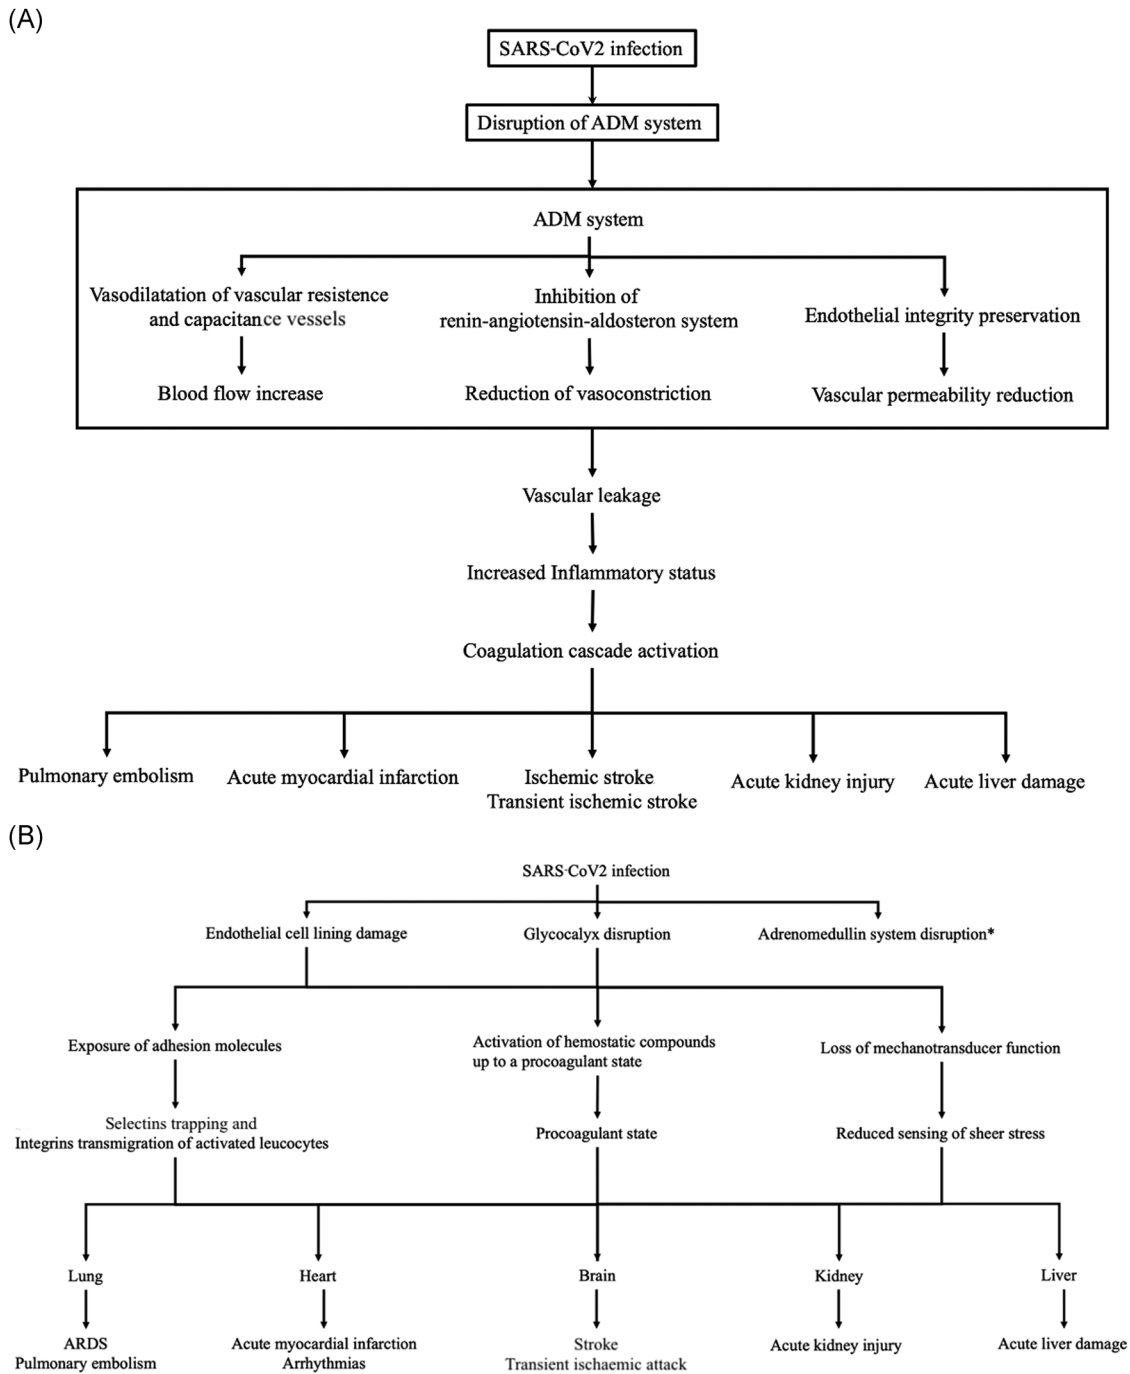 (A)
SARS-CoV2 infection
Disruption of ADM system
ADM system
Vasodilatation of vascular resistence
and capacitance vessels
Inhibition of
renin-angiotensin-aldosteron system
Endothelial integrity preservation
Blood flow increase
Reduction of vasoconstriction
Vascular permeability reduction
Vascular leakage
Increased Inflammatory status
Coagulation cascade activation
Pulmonary embolism
Acute myocardial infarction
Ischemic stroke
Transient ischemic stroke
Acute kidney injury
Acute liver damage
(B)
SARS-CoV2 infection
Endothelial cell lining damage
Glycocalyx disruption
Adrenomedullin system disruption*
Exposure of adhesion molecules
Activation of hemostatic compounds
up to a procoagulant state
Loss of mechanotransducer function
Selectins trapping and
Integrins transmigration of activated leucocytes
Procoagulant state
Reduced sensing of sheer stress
Lung
Heart
Brain
Kidney
Liver
ARDS
Pulmonary embolism
Acute myocardial infarction
Arrhythmias
Stroke
Transient ischaemic attack
Acute kidney injury
Acute liver damage